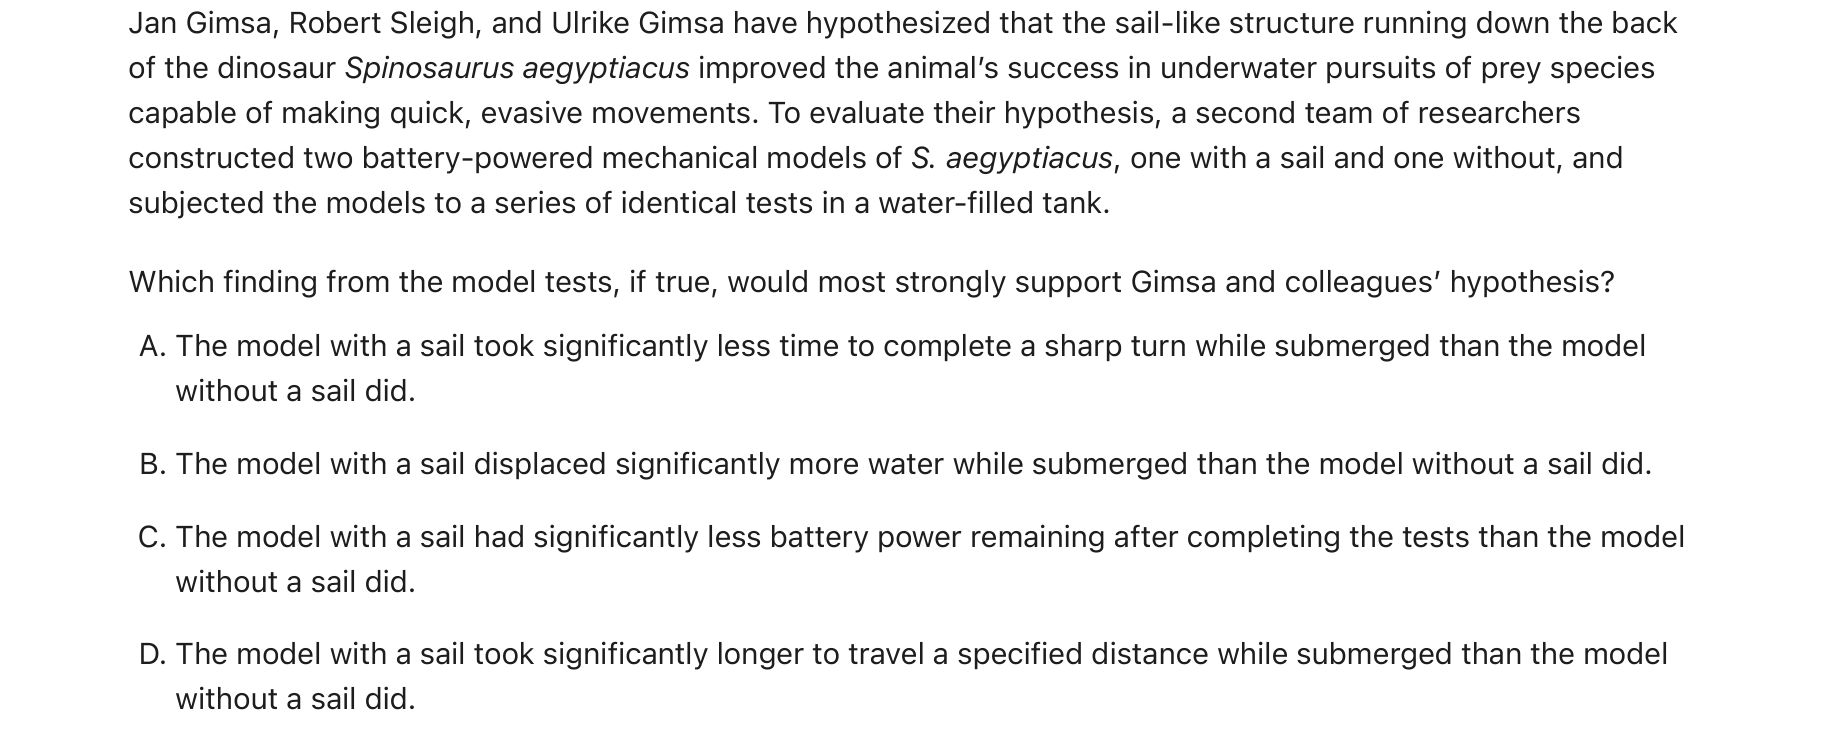 Jan Gimsa, Robert Sleigh, and Ulrike Gimsa have hypothesized that the sail-like structure running down the back
of the dinosaur Spinosaurus aegyptiacus improved the animal’s success in underwater pursuits of prey species
capable of making quick, evasive movements. To evaluate their hypothesis, a second team of researchers
constructed two battery-powered mechanical models of S. aegyptiacus, one with a sail and one without, and
subjected the models to a series of identical tests in a water-filled tank.
Which finding from the model tests, if true, would most strongly support Gimsa and colleagues’ hypothesis?
A. The model with a sail took significantly less time to complete a sharp turn while submerged than the model
without a sail did.
B. The model with a sail displaced significantly more water while submerged than the model without a sail did.
C. The model with a sail had significantly less battery power remaining after completing the tests than the model
without a sail did.
D. The model with a sail took significantly longer to travel a specified distance while submerged than the model
without a sail did.